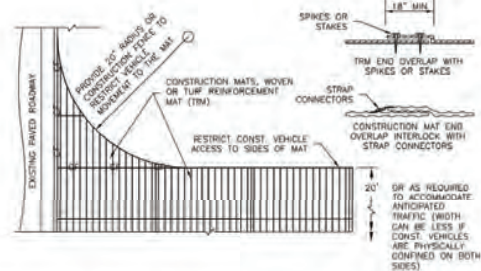 EXISTING PAVED ROADWAY
PROVIDE 20' RADIUS OR
CONSTRUCTION FENCE TO
RESTRICT VEHICLE
MOVEMENT TO THE MAT
CONSTRUCTION MATS, WOVEN
OR TURF REINFORCEMENT
MAT (TRM)
RESTRICT CONST. VEHICLE
ACCESS TO SIDES OF MAT
18" MIN.
SPIKES OR
STAKES
TRM END OVERLAP WITH
SPIKES OR STAKES
STRAP
CONNECTORS
CONSTRUCTION MAT END
OVERLAP INTERLOCK WITH
STRAP CONNECTORS
20'
OR AS REQUIRED
TO ACCOMMODATE
ANTICIPATED
TRAFFIC (WIDTH
CAN BE LESS IF
CONST. VEHICLES
ARE PHYSICALLY
CONFINED ON BOTH
SIDES)